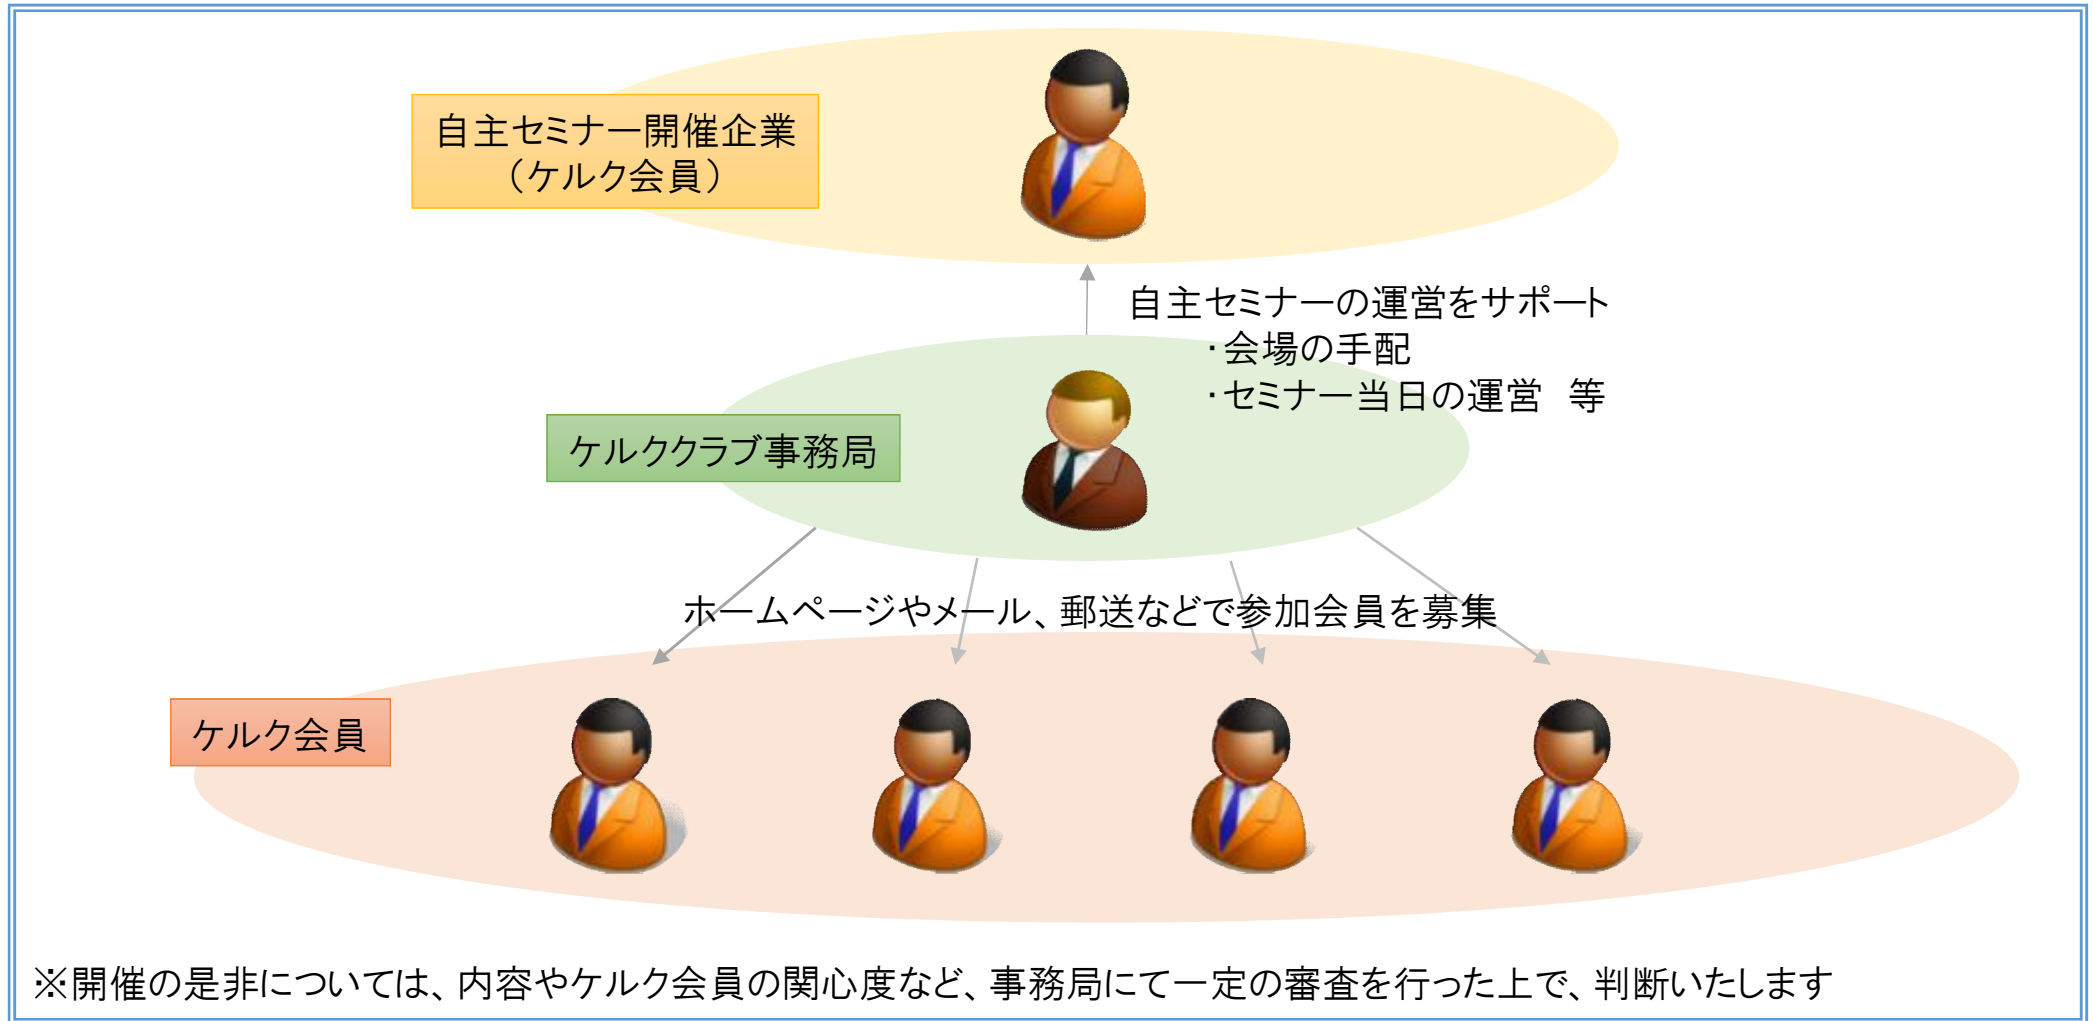 自主セミナー開催企業
（ケルク会員）
自主セミナーの運営をサポート
・会場の手配
・セミナー当日の運営　等
ケルククラブ事務局
ホームページやメール、郵送などで参加会員を募集
ケルク会員
※開催の是非については、内容やケルク会員の関心度など、事務局にて一定の審査を行った上で、判断いたします